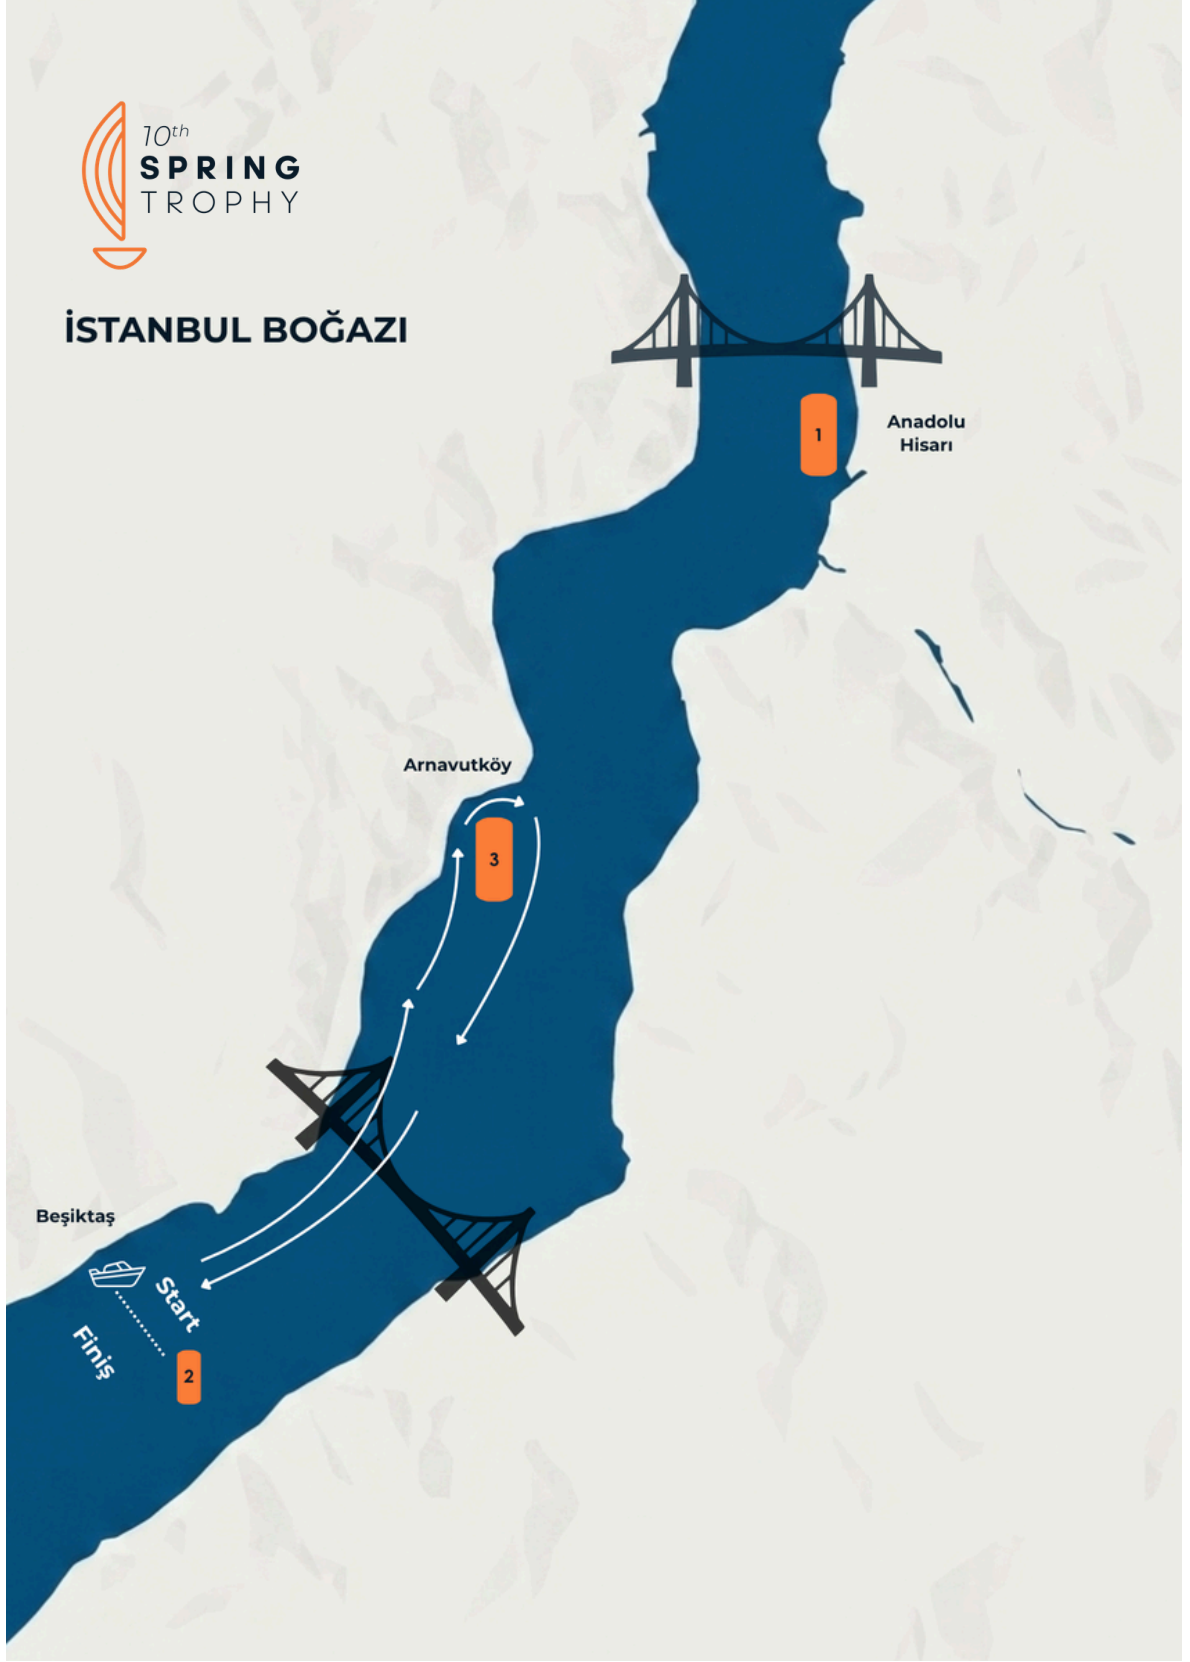 10th
SPRING
TROPHY
İSTANBUL BOĞAZI
1
Anadolu
Hisarı
Arnavutköy
3
Beşiktaş
Start
Finiş
2